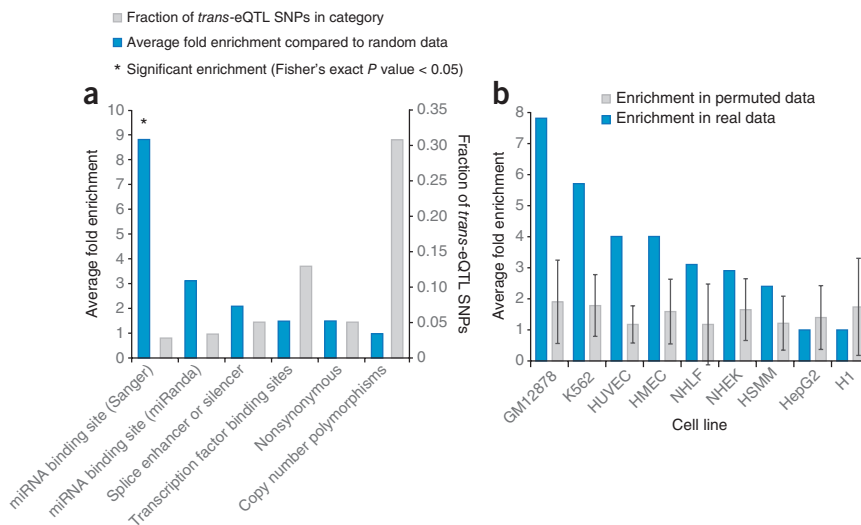 Fraction of trans-eQTL SNPs in category
Average fold enrichment compared to random data
* Significant enrichment (Fisher's exact P value < 0.05)
a
10
9
8
7
6
5
4
3
2
1
0
Average fold enrichment
*
0.35
0.30
0.25
0.20
0.15
0.10
0.05
0
Fraction of trans-eQTL SNPs
miRNA binding site (Sanger)
miRNA binding site (miRanda)
Splice enhancer or silencer
Transcription factor binding sites
Nonsynonymous
Copy number polymorphisms
b
Enrichment in permuted data
Enrichment in real data
8
7
6
5
4
3
2
1
0
Average fold enrichment
GM12878
K562
HUVEC
HMEC
NHLF
NHEK
HSMM
HepG2
H1
Cell line